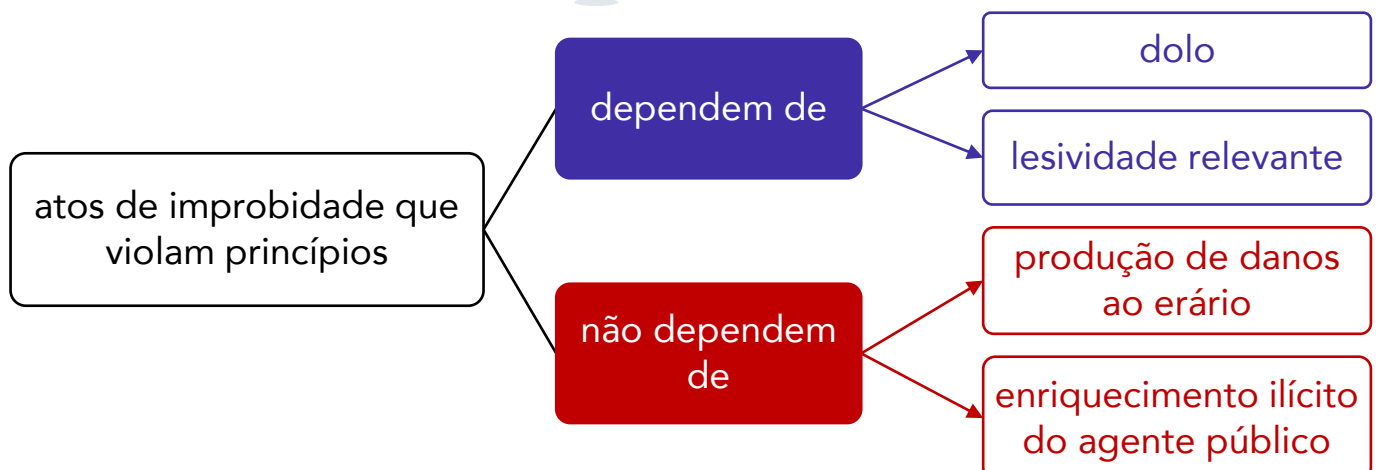 atos de improbidade que
violam princípios
dependem de
dolo
lesividade relevante
não dependem
de
produção de danos
ao erário
enriquecimento ilícito
do agente público